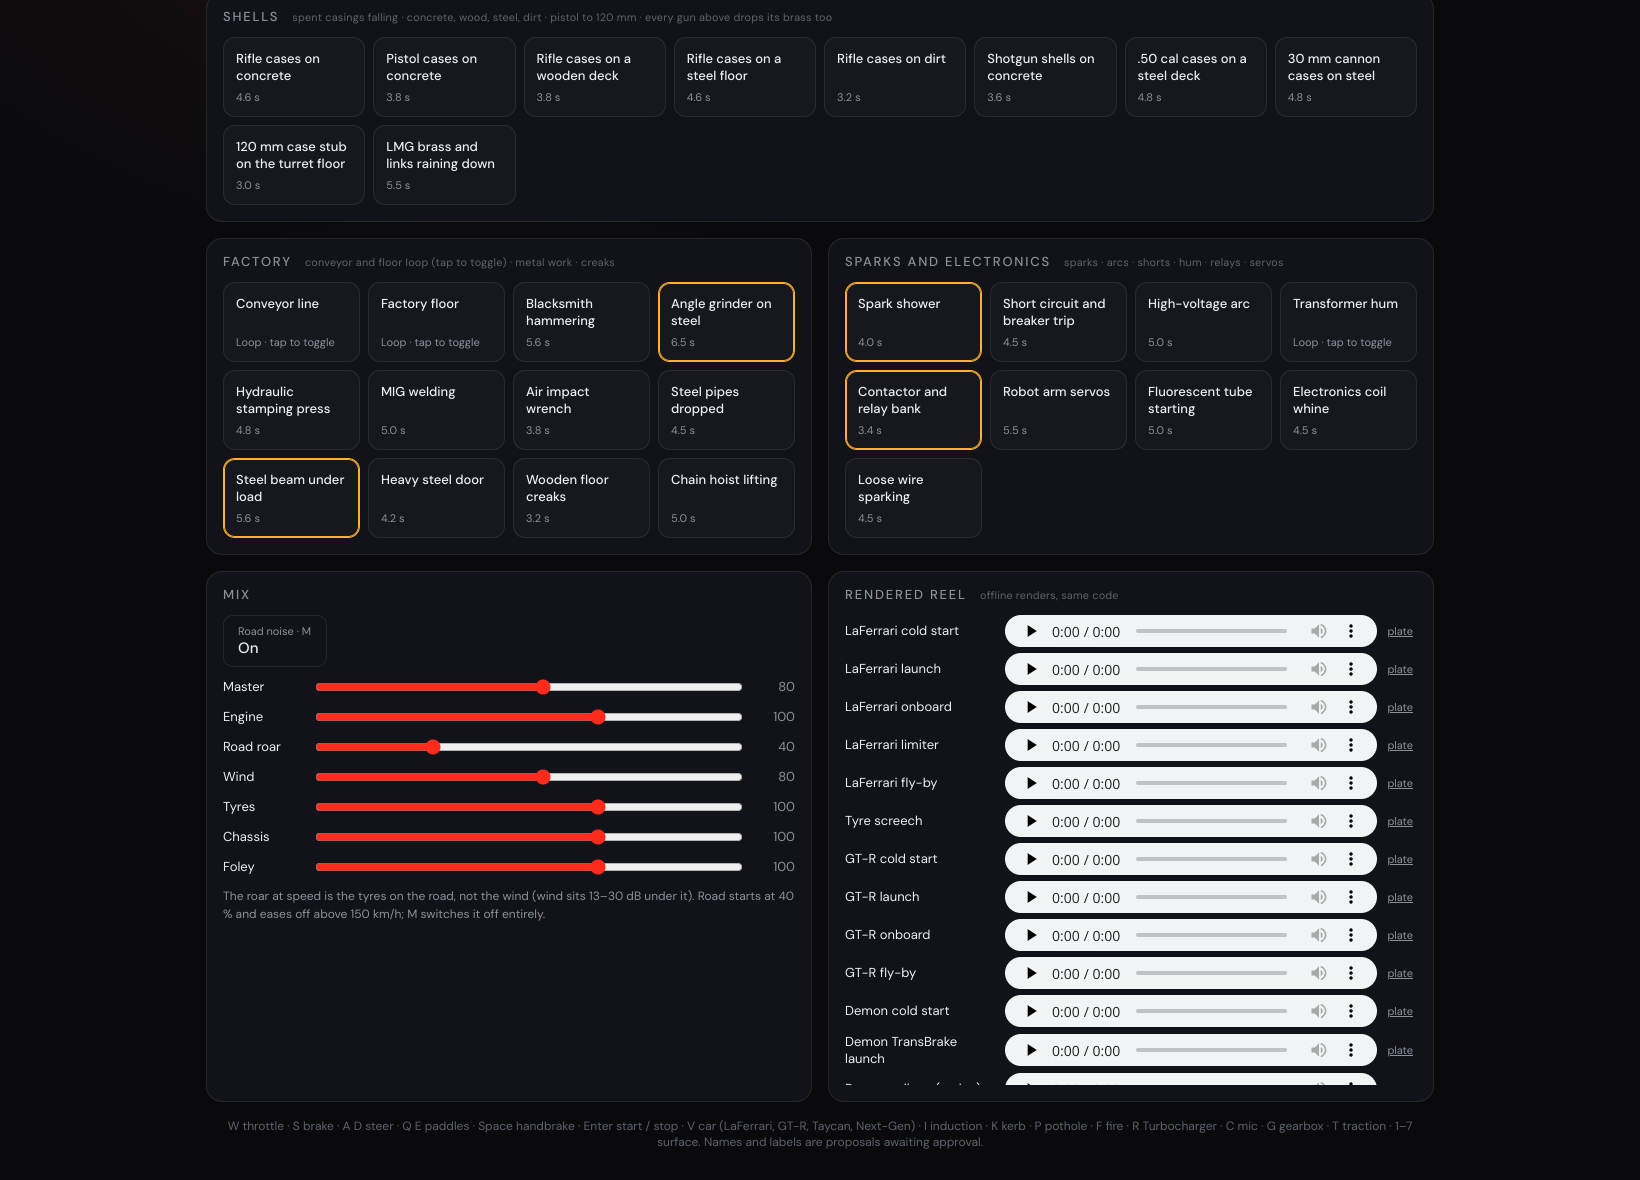 SHELLS spent casings falling · concrete, wood, steel, dirt · pistol to 120 mm · every gun above drops its brass too
Rifle cases on
concrete
4.6 s
Pistol cases on
concrete
3.8 s
Rifle cases on a
wooden deck
3.8 s
Rifle cases on a
steel floor
4.6 s
Rifle cases on dirt
3.2 s
Shotgun shells on
concrete
3.6 s
.50 cal cases on a
steel deck
4.8 s
30 mm cannon
cases on steel
4.8 s
120 mm case stub
on the turret floor
3.0 s
LMG brass and
links raining down
5.5 s
FACTORY conveyor and floor loop (tap to toggle) · metal work · creaks
Conveyor line
Loop · tap to toggle
Factory floor
Loop · tap to toggle
Blacksmith
hammering
5.6 s
Angle grinder on
steel
6.5 s
Hydraulic
stamping press
4.8 s
MIG welding
5.0 s
Air impact
wrench
3.8 s
Steel pipes
dropped
4.5 s
Steel beam under
load
5.6 s
Heavy steel door
4.2 s
Wooden floor
creaks
3.2 s
Chain hoist lifting
5.0 s
SPARKS AND ELECTRONICS sparks · arcs · shorts · hum · relays · servos
Spark shower
4.0 s
Short circuit and
breaker trip
4.5 s
High-voltage arc
5.0 s
Transformer hum
Loop · tap to toggle
Contactor and
relay bank
3.4 s
Robot arm servos
5.5 s
Fluorescent tube
starting
5.0 s
Electronics coil
whine
4.5 s
Loose wire
sparking
4.5 s
MIX
Road noise · M
On
Master 80
Engine 100
Road roar 40
Wind 80
Tyres 100
Chassis 100
Foley 100
The roar at speed is the tyres on the road, not the wind (wind sits 13–30 dB under it). Road starts at 40
% and eases off above 150 km/h; M switches it off entirely.
RENDERED REEL offline renders, same code
LaFerrari cold start 0:00 / 0:00 plate
LaFerrari launch 0:00 / 0:00 plate
LaFerrari onboard 0:00 / 0:00 plate
LaFerrari limiter 0:00 / 0:00 plate
LaFerrari fly-by 0:00 / 0:00 plate
Tyre screech 0:00 / 0:00 plate
GT-R cold start 0:00 / 0:00 plate
GT-R launch 0:00 / 0:00 plate
GT-R onboard 0:00 / 0:00 plate
GT-R fly-by 0:00 / 0:00 plate
Demon cold start 0:00 / 0:00 plate
Demon TransBrake
launch 0:00 / 0:00 plate
W throttle · S brake · A D steer · Q E paddles · Space handbrake · Enter start / stop · V car (LaFerrari, GT-R, Taycan, Next-Gen) · I induction · K kerb · P pothole · F fire · R Turbocharger · C mic · G gearbox · T traction · 1–7
surface. Names and labels are proposals awaiting approval.